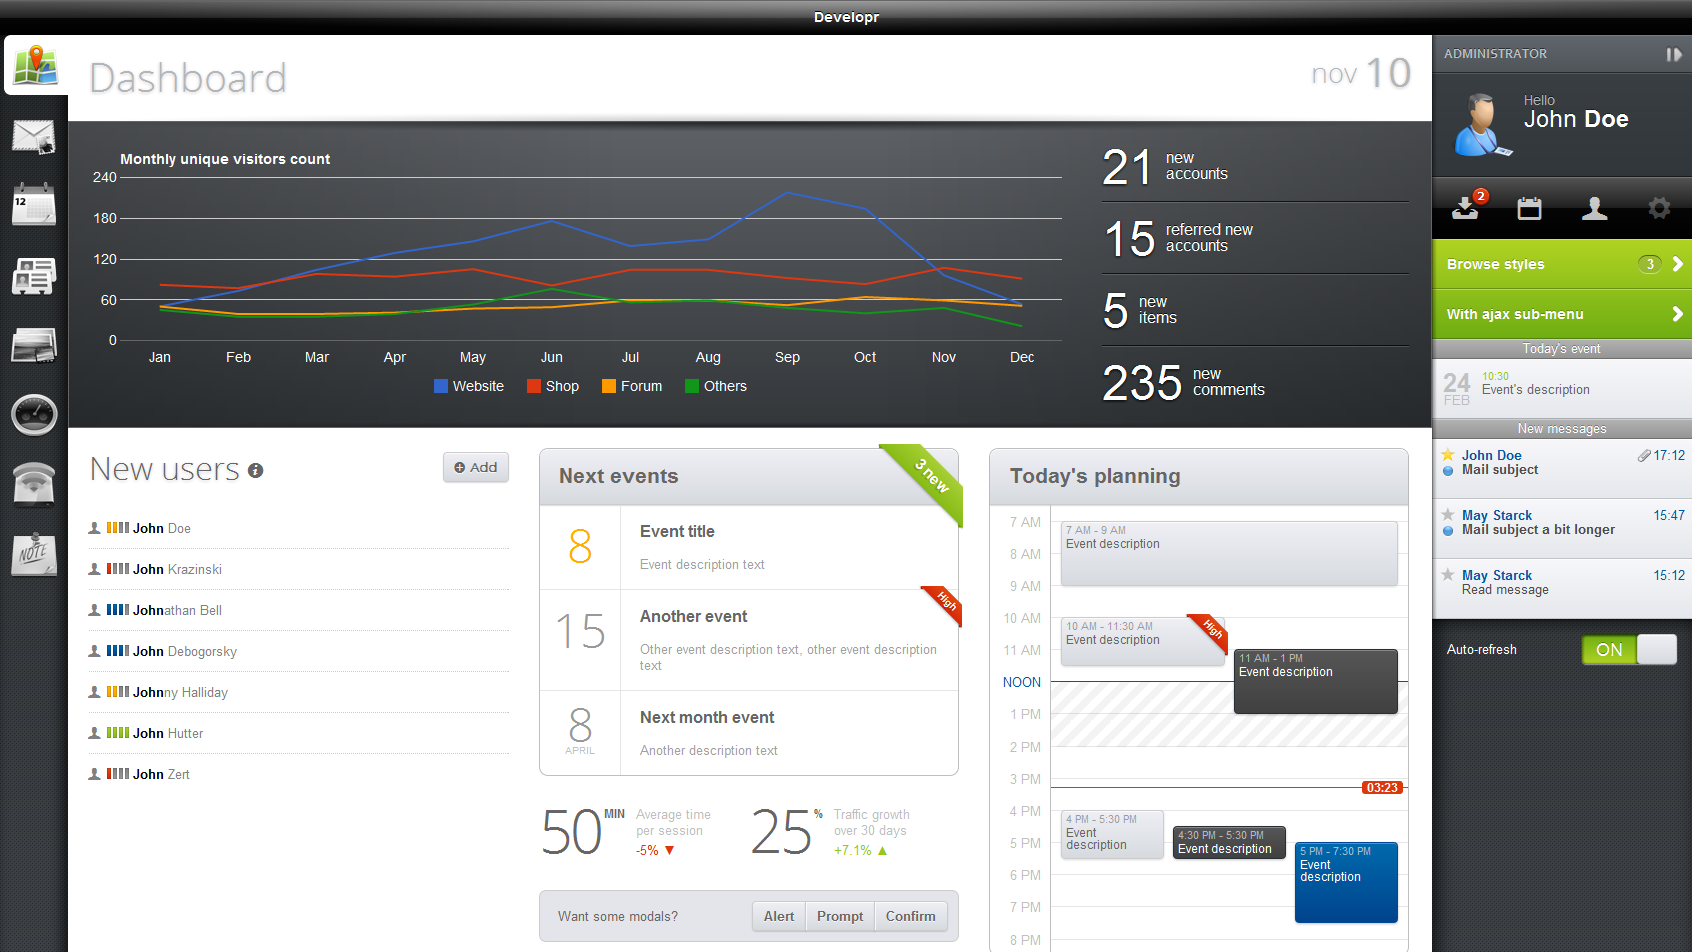 Developr
Dashboard
nov 10
Monthly unique visitors count
240
180
120
60
0
Jan Feb Mar Apr May Jun Jul Aug Sep Oct Nov Dec
Website Shop Forum Others
21 new
accounts
15 referred new
accounts
5 new
items
235 new
comments
12
NOTE
New users
Add
John Doe
John Krazinski
Johnathan Bell
John Debogorsky
Johnny Halliday
John Hutter
John Zert
Next events
3 new
8
Event title
Event description text
15
Another event
High
Other event description text, other event description
text
8
APRIL
Next month event
Another description text
50 MIN
Average time
per session
-5%
25 %
Traffic growth
over 30 days
+7.1%
Want some modals?
Alert Prompt Confirm
Today's planning
7 AM
8 AM
9 AM
10 AM
11 AM
NOON
1 PM
2 PM
3 PM
4 PM
5 PM
6 PM
7 PM
8 PM
7 AM - 9 AM
Event description
10 AM - 11:30 AM
Event description
High
11 AM - 1 PM
Event description
03:23
4 PM - 5:30 PM
Event
description
4:30 PM - 5:30 PM
Event description
5 PM - 7:30 PM
Event
description
ADMINISTRATOR
Hello
John Doe
2
Browse styles 3
With ajax sub-menu
Today's event
24
FEB
10:30
Event's description
New messages
John Doe 17:12
Mail subject
May Starck 15:47
Mail subject a bit longer
May Starck 15:12
Read message
Auto-refresh ON